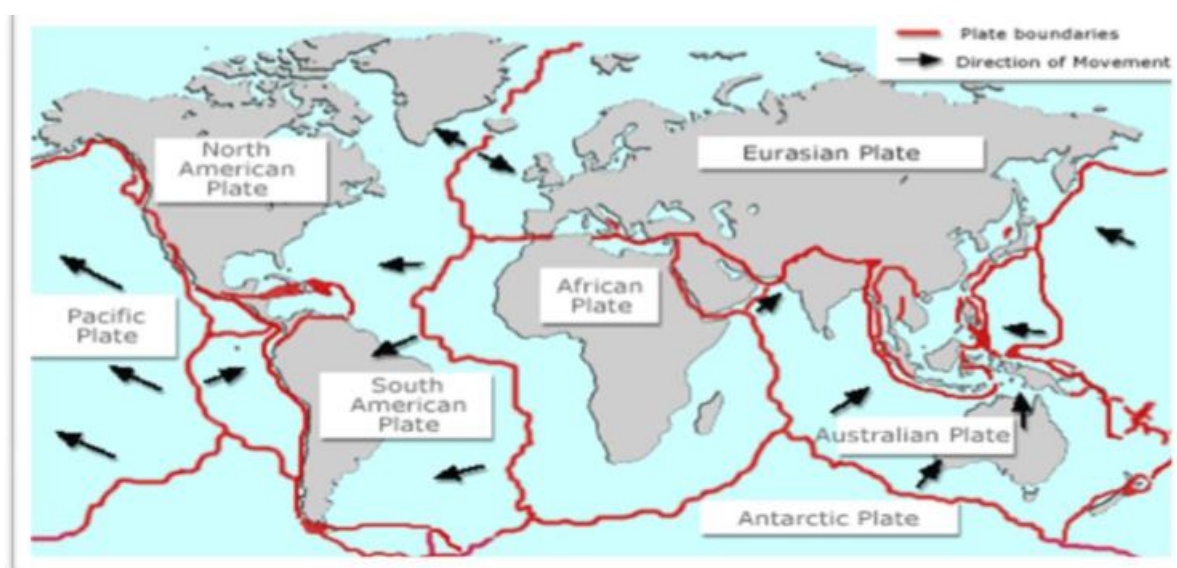 Plate boundaries
Direction of Movement
North
American
Plate
Eurasian Plate
African
Plate
Pacific
Plate
South
American
Plate
Australian Plate
Antarctic Plate